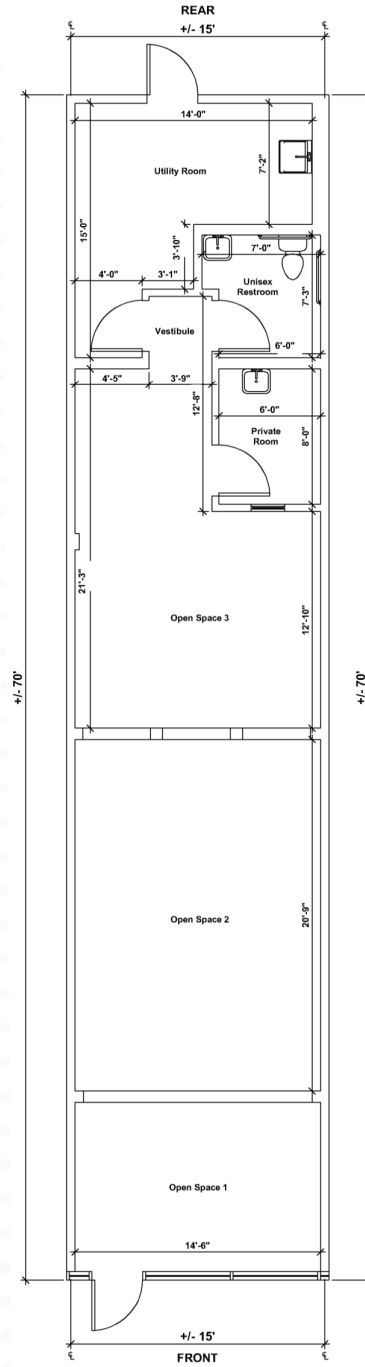 REAR
℄ +/- 15' ℄
14'-0"
Utility Room
7'-2"
15'-0"
3'-10"
7'-0"
Unisex
Restroom
7'-3"
4'-0"
3'-1"
Vestibule
6'-0"
4'-5"
3'-9"
12'-8"
6'-0"
Private
Room
8'-0"
21'-3"
Open Space 3
12'-10"
+/- 70'
+/- 70'
Open Space 2
20'-9"
Open Space 1
14'-6"
℄ +/- 15' ℄
FRONT